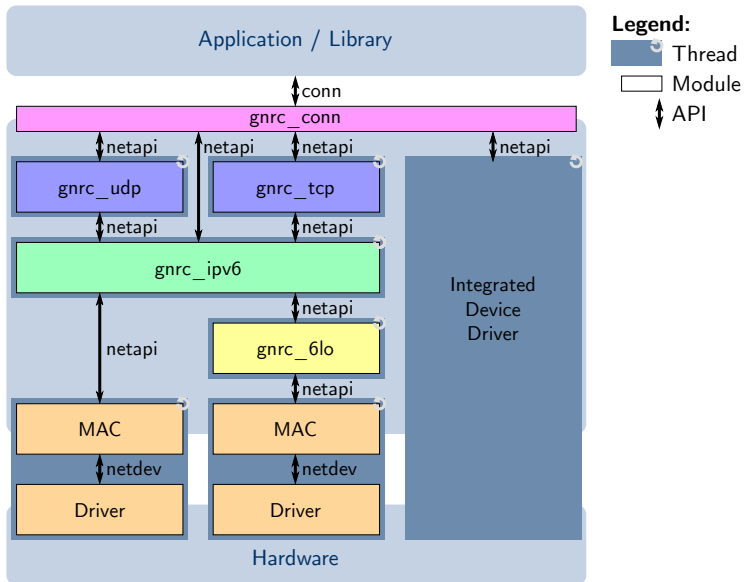 Application / Library
conn
gnrc_conn
netapi
netapi
netapi
netapi
gnrc_udp
gnrc_tcp
netapi
netapi
gnrc_ipv6
netapi
netapi
gnrc_6lo
netapi
MAC
MAC
netdev
netdev
Driver
Driver
Integrated
Device
Driver
Hardware
Legend:
Thread
Module
API